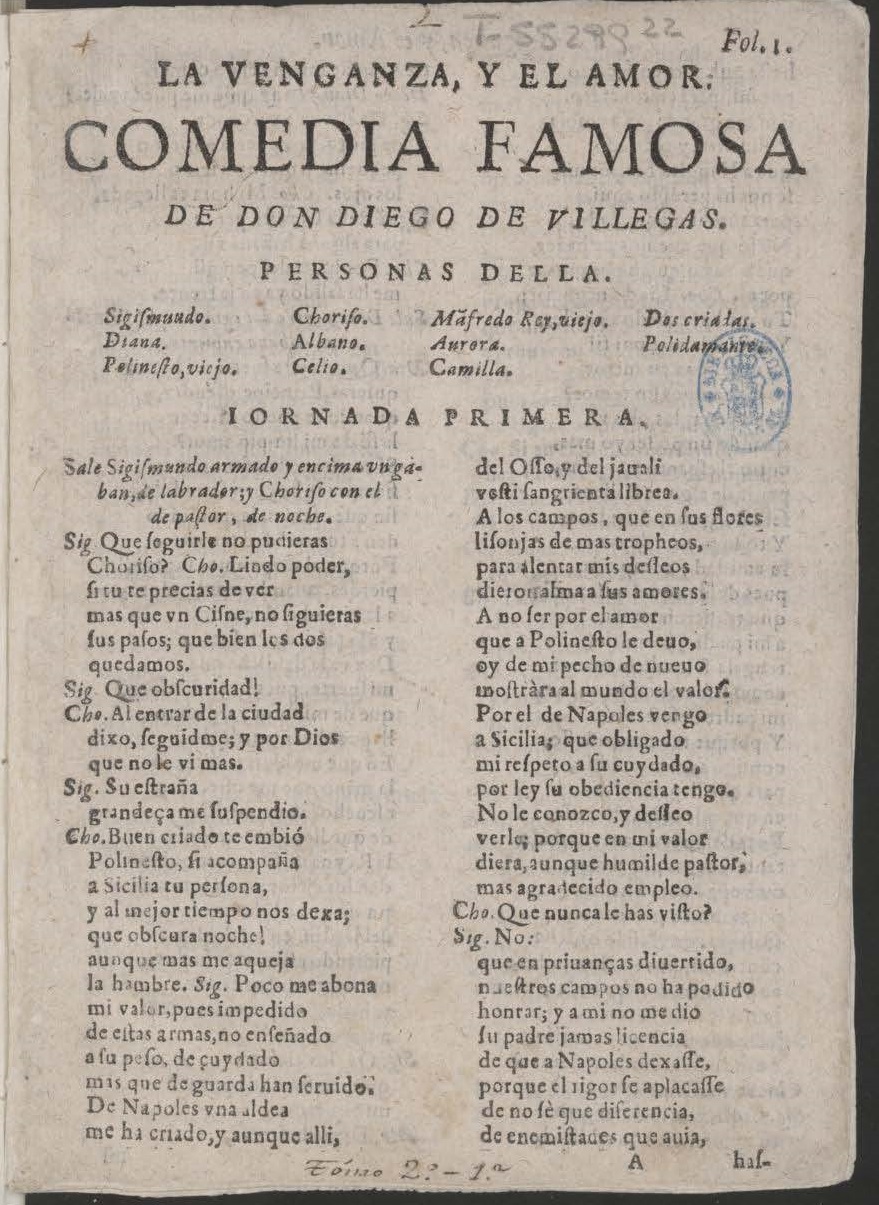 2
T-55299 22
Fol. 1.
LA VENGANZA, Y EL AMOR.
COMEDIA FAMOSA
DE DON DIEGO DE VILLEGAS.
PERSONAS DELLA.
Sigiſmundo. Choriſo. Mãfredo Rey, viejo. Dos criadas.
Diana. Albano. Aurora. Polidamante.
Polineſto, viejo. Celio. Camilla.
IORNADA PRIMERA.
Sale Sigiſmundo armado y encima vn ga-
ban, de labrador; y Choriſo con el
de paſtor, de noche.
Sig Que ſeguirle no pudieras
Choriſo? Cho. Lindo poder,
ſi tu te precias de ver
mas que vn Ciſne, no ſiguieras
ſus paſos; que bien los dos
quedamos.
Sig. Que obſcuridad!
Cho. Al entrar de la ciudad
dixo, ſeguidme; y por Dios
que no le vi mas.
Sig. Su eſtraña
grandeça me ſuſpendio.
Cho. Buen criado te embió
Polineſto, ſi acompaña
a Sicilia tu perſona,
y al mejor tiempo nos dexa;
que obſcura noche!
aunque mas me aqueja
la hambre. Sig. Poco me abona
mi valor, pues impedido
de eſtas armas, no enſeñado
a ſu peſo, de çuydado
mas que de guarda han ſeruido.
De Napoles vna aldea
me ha criado, y aunque alli,
del Oſſo, y del jauali
veſti ſangrienta librea.
A los campos, que en ſus flores
liſonjas de mas tropheos,
para alentar mis deſſeos
dieron alma a ſus amores.
A no ſer por el amor
que a Polineſto le deuo,
oy de mi pecho de nueuo
moſtràra al mundo el valor.
Por el de Napoles vengo
a Sicilia; que obligado
mi reſpeto a ſu cuydado,
por ley ſu obediencia tengo.
No le conozco, y deſſeo
verle; porque en mi valor
diera, aunque humilde paſtor,
mas agradecido empleo.
Cho. Que nunca le has viſto?
Sig. No:
que en priuanças diuertido,
nueſtros campos no ha podido
honrar; y a mi no me dio
ſu padre jamas licencia
de que a Napoles dexaſſe,
porque el rigor ſe aplacaſſe
de no ſè que diferencia,
de enemiſtades que auia,
A haſ-
Tomo 2.º - 1.ª